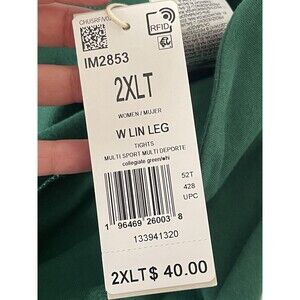 RFID
IM2853
2XLT
WOMEN / MUJER
W LIN LEG
TIGHTS
MULTI SPORT MULTI DEPORTE
collegiate green/whi
52T
428
UPC
1 96469 26003 8
133941320
2XLT$ 40.00